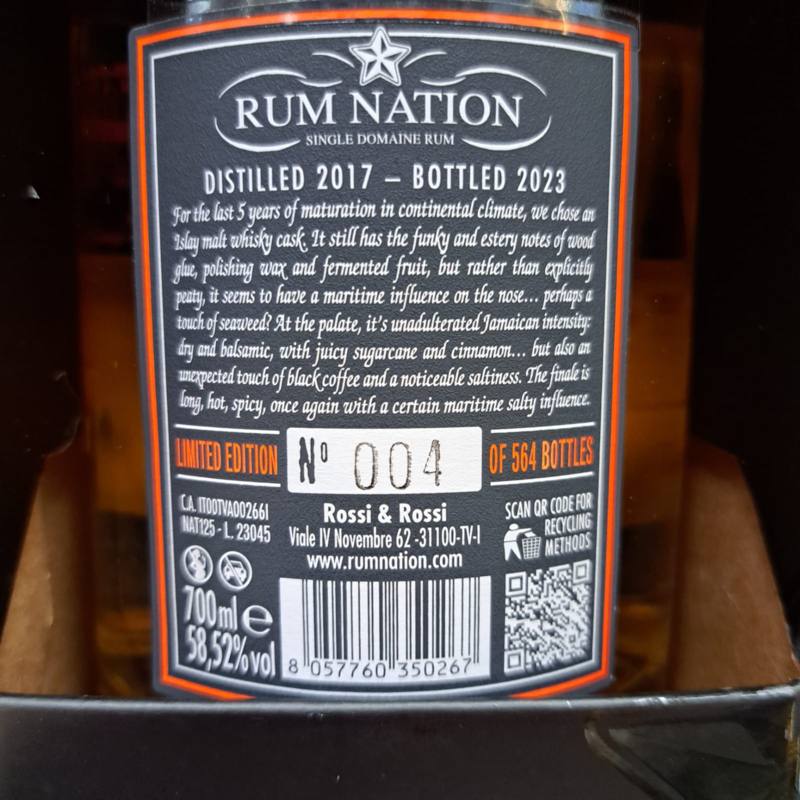 RUM NATION
SINGLE DOMAINE RUM
DISTILLED 2017 – BOTTLED 2023
For the last 5 years of maturation in continental climate, we chose an
Islay malt whisky cask. It still has the funky and estery notes of wood
glue, polishing wax and fermented fruit, but rather than explicitly
peaty, it seems to have a maritime influence on the nose... perhaps a
touch of seaweed? At the palate, it's unadulterated Jamaican intensity:
dry and balsamic, with juicy sugarcane and cinnamon... but also an
unexpected touch of black coffee and a noticeable saltiness. The finale is
long, hot, spicy, once again with a certain maritime salty influence.
LIMITED EDITION
Nº 004
OF 564 BOTTLES
C.A. IT00TVA00266I
NAT125 - L. 23045
Rossi & Rossi
Viale IV Novembre 62 -31100-TV-I
www.rumnation.com
SCAN QR CODE FOR
RECYCLING
METHODS
700ml e
58,52%vol
8 057760 350267